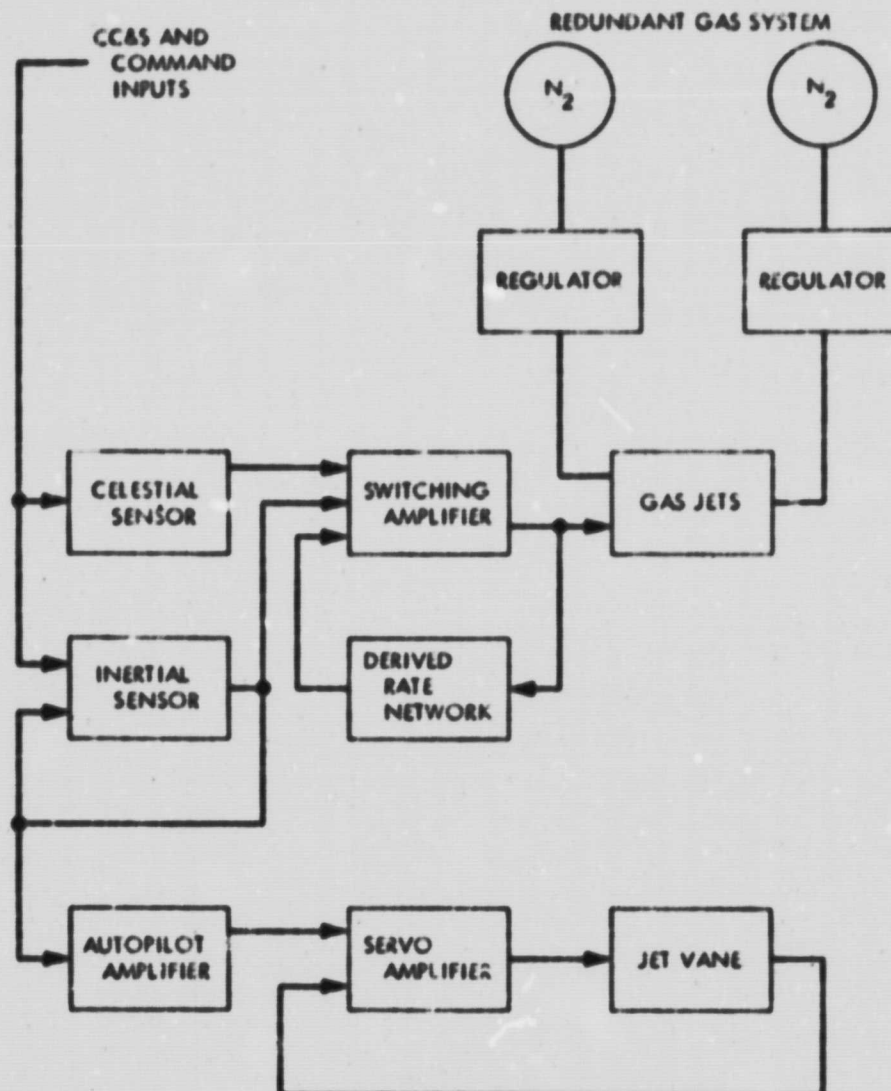 CC&S AND
COMMAND
INPUTS
REDUNDANT GAS SYSTEM
N2
N2
REGULATOR
REGULATOR
CELESTIAL
SENSOR
SWITCHING
AMPLIFIER
GAS JETS
INERTIAL
SENSOR
DERIVED
RATE
NETWORK
AUTOPILOT
AMPLIFIER
SERVO
AMPLIFIER
JET VANE